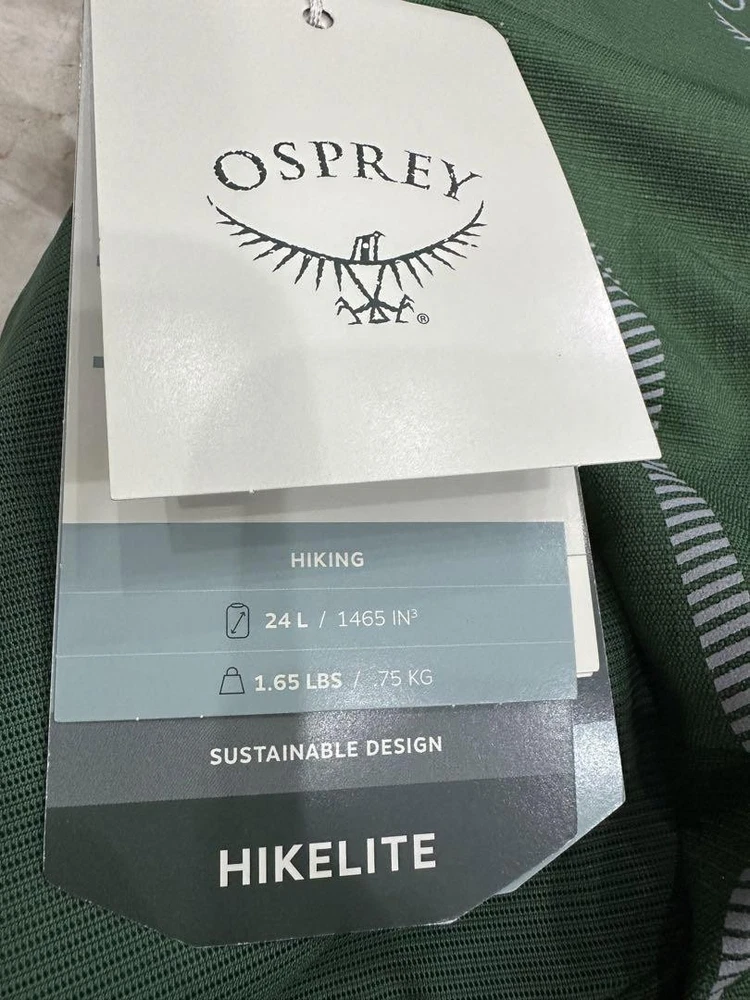 OSPREY
®
HIKING
24 L / 1465 IN³
1.65 LBS / .75 KG
SUSTAINABLE DESIGN
HIKELITE